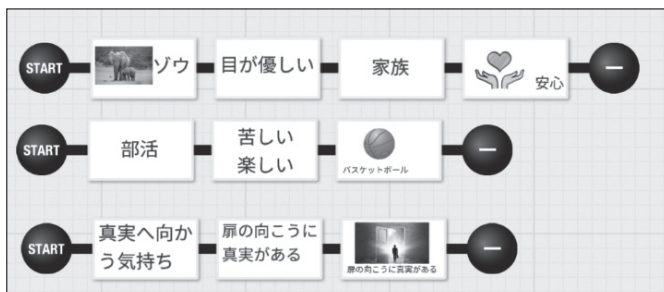 START
ゾウ
目が優しい
家族
安心
START
部活
苦しい
楽しい
バスケットボール
START
真実へ向か
う気持ち
扉の向こうに
真実がある
扉の向こうに真実がある